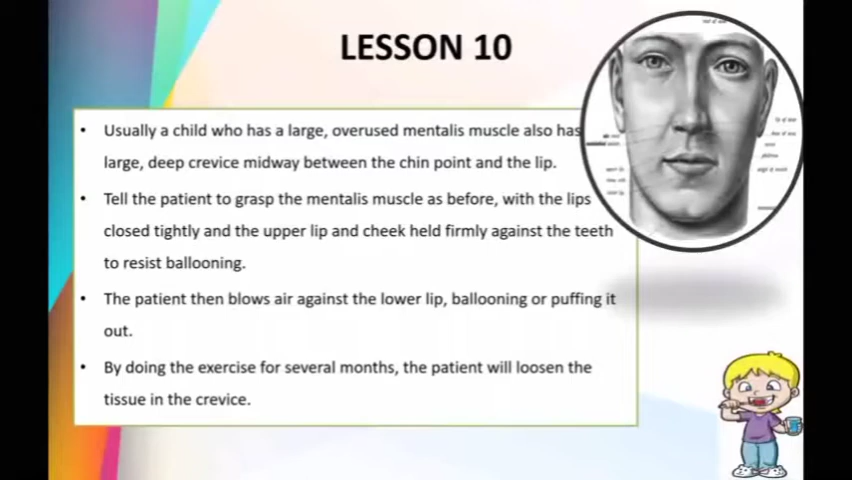 LESSON 10
• Usually a child who has a large, overused mentalis muscle also has
large, deep crevice midway between the chin point and the lip.
• Tell the patient to grasp the mentalis muscle as before, with the lips
closed tightly and the upper lip and cheek held firmly against the teeth
to resist ballooning.
• The patient then blows air against the lower lip, ballooning or puffing it
out.
• By doing the exercise for several months, the patient will loosen the
tissue in the crevice.